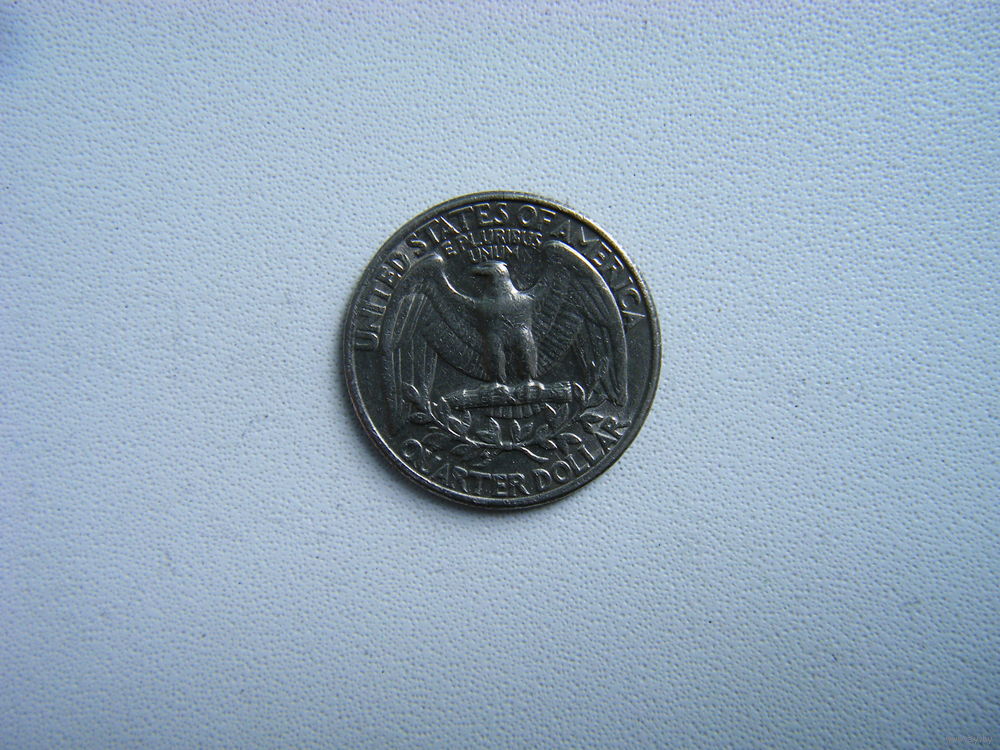 UNITED STATES OF AMERICA
E PLURIBUS
UNUM
QUARTER DOLLAR